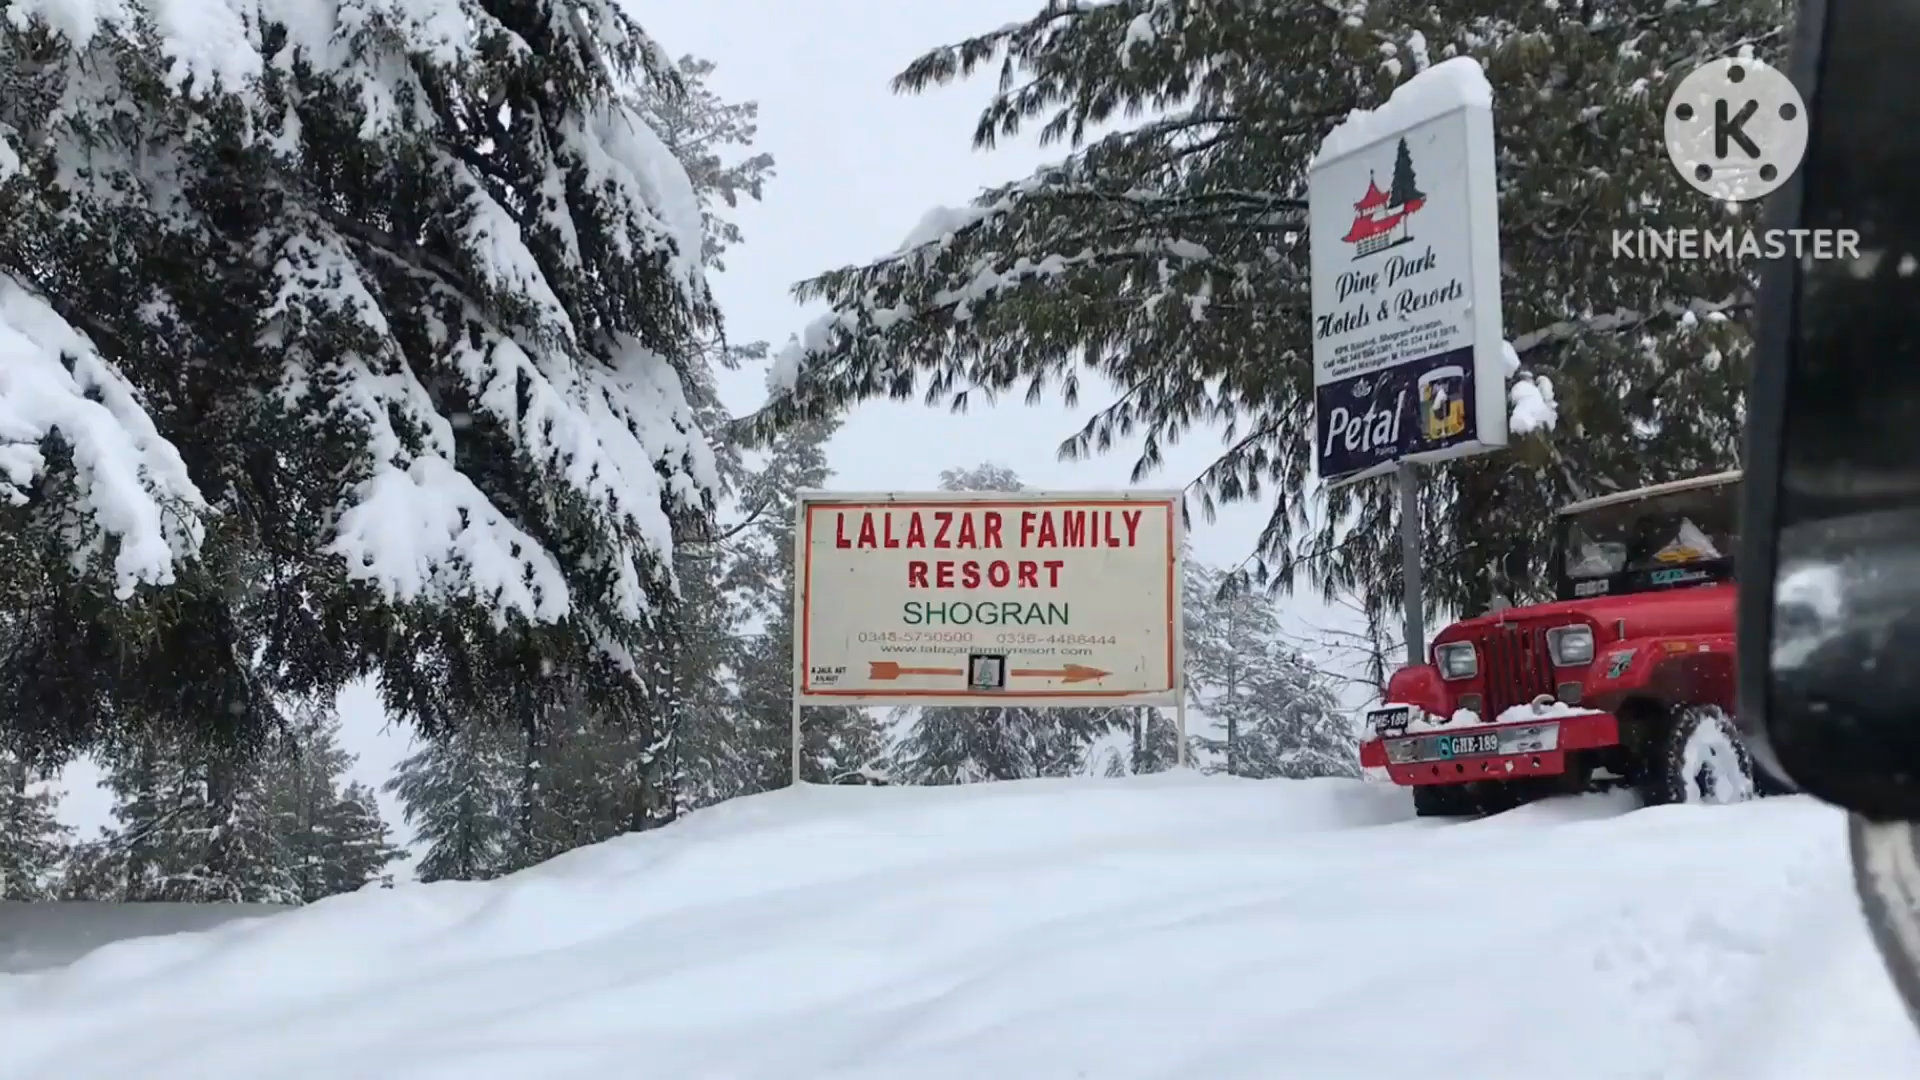 LALAZAR FAMILY
RESORT
SHOGRAN
0348-5750500 0336-4488444
www.lalazarfamilyresort.com
Pine Park
Hotels & Resorts
Petal
Paints
GHE-189
K
KINEMASTER